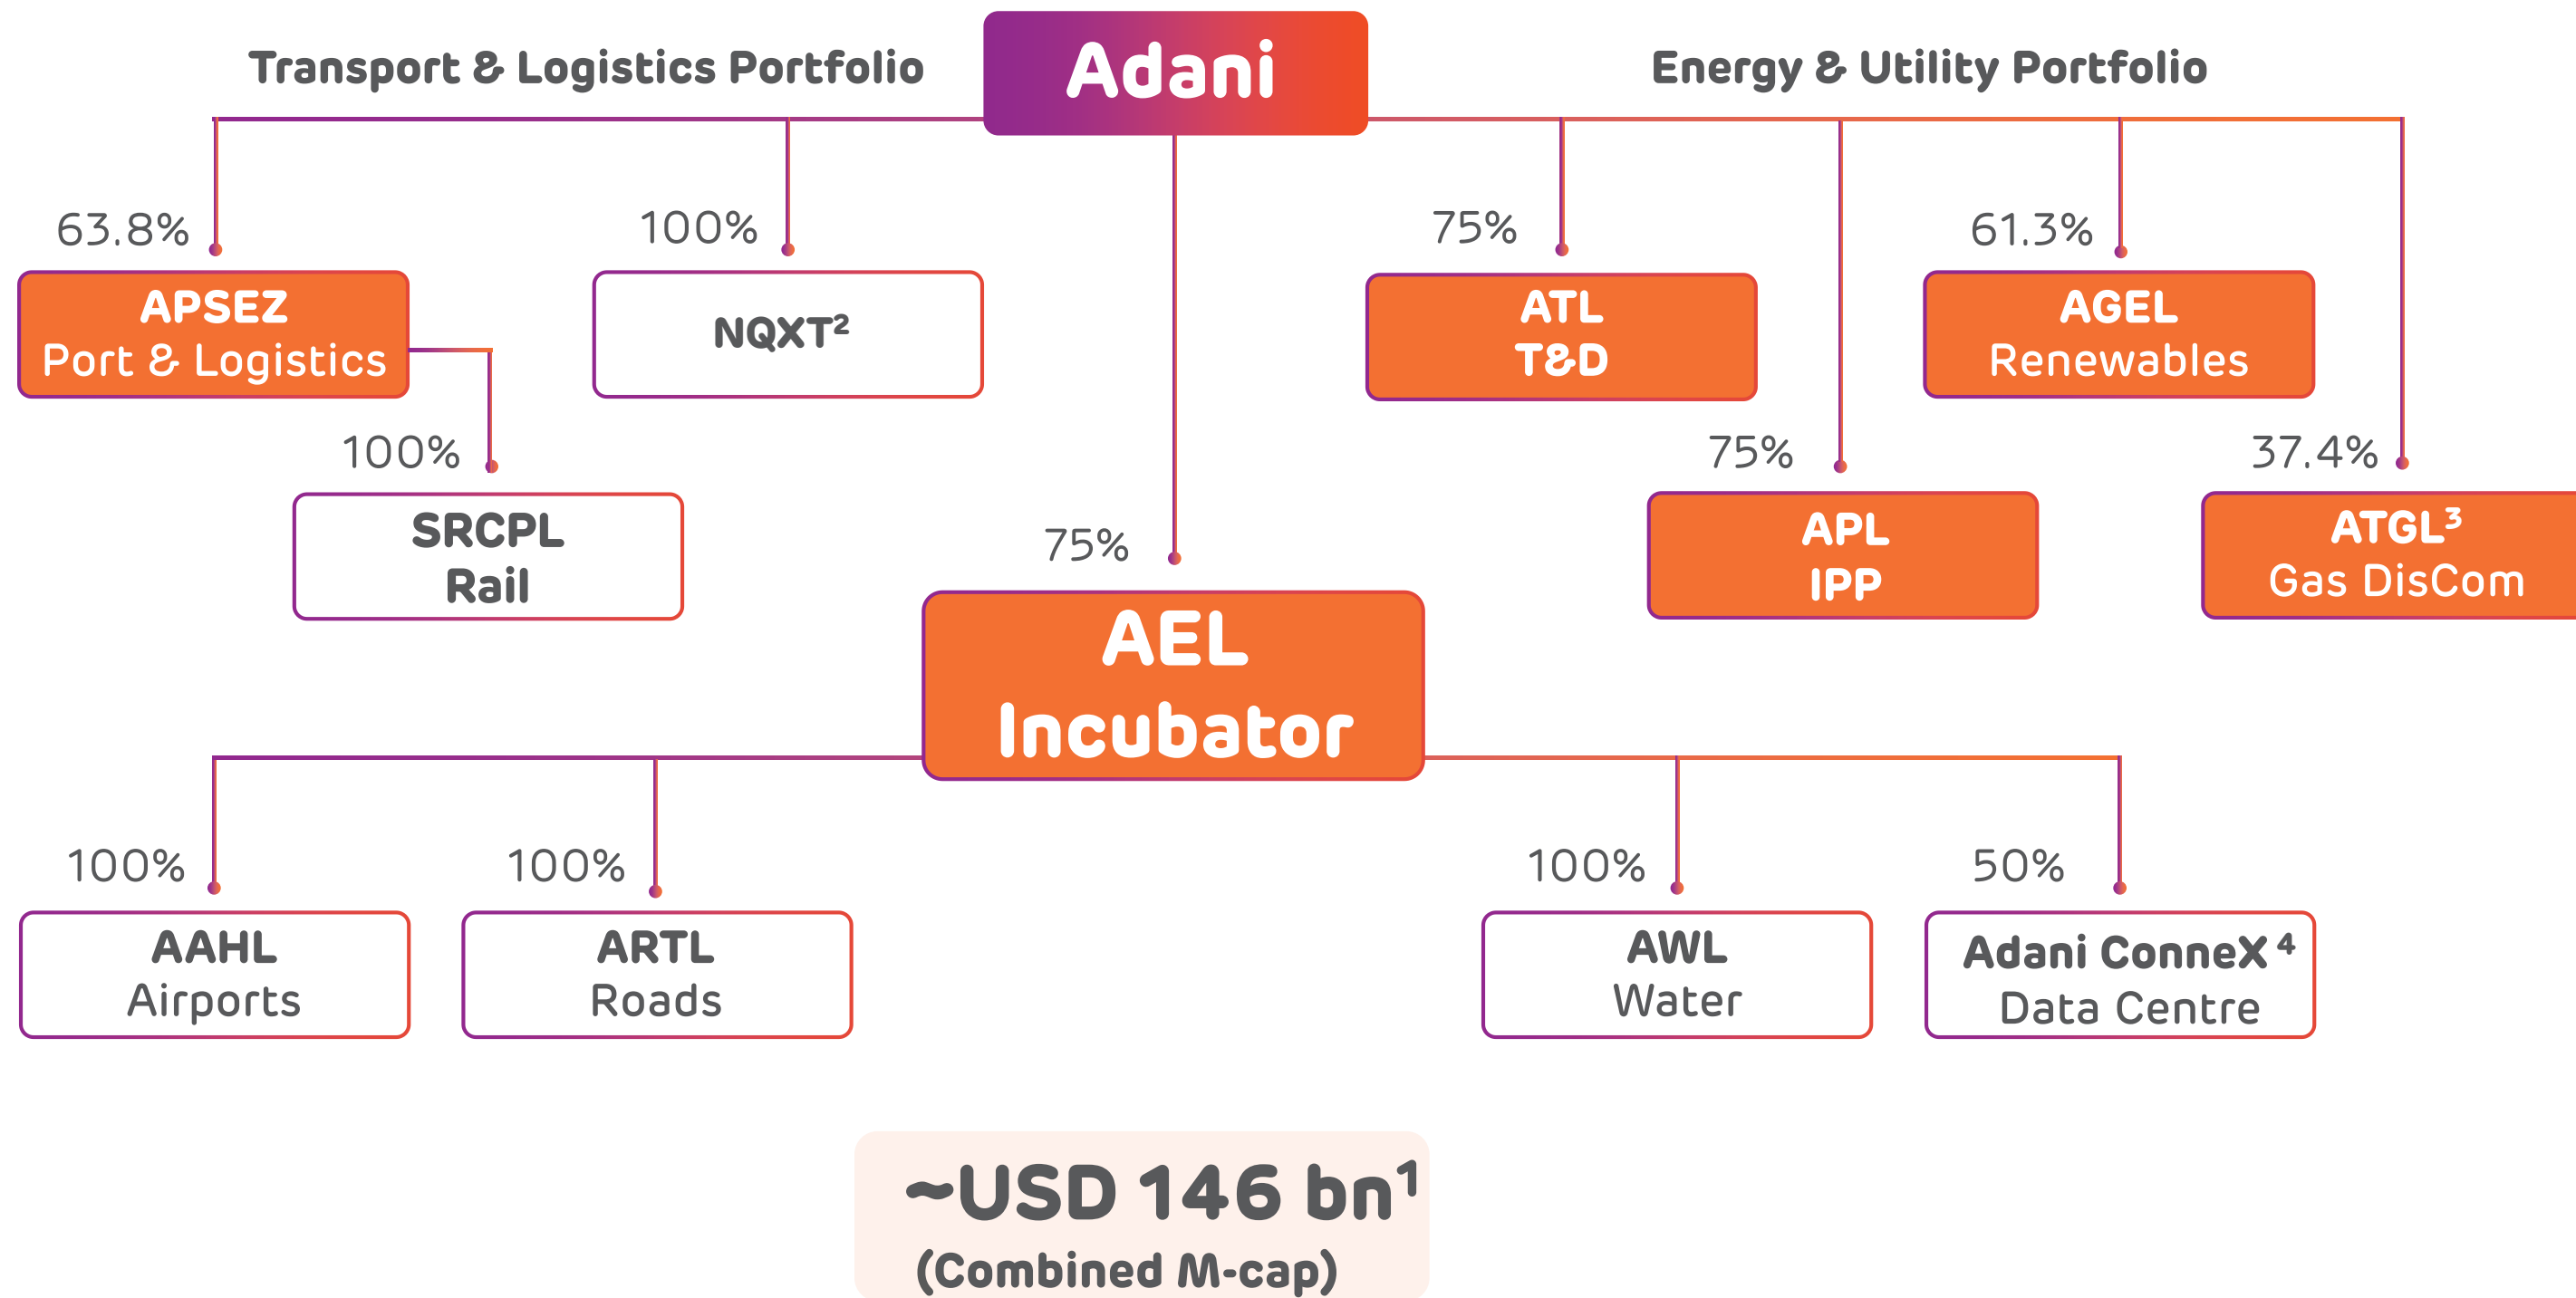 Transport & Logistics Portfolio
Adani
Energy & Utility Portfolio
63.8%
100%
75%
61.3%
APSEZ
Port & Logistics
NQXT²
ATL
T&D
AGEL
Renewables
100%
75%
37.4%
SRCPL
Rail
75%
APL
IPP
ATGL³
Gas DisCom
AEL
Incubator
100%
100%
100%
50%
AAHL
Airports
ARTL
Roads
AWL
Water
Adani ConneX ⁴
Data Centre
~USD 146 bn¹
(Combined M-cap)